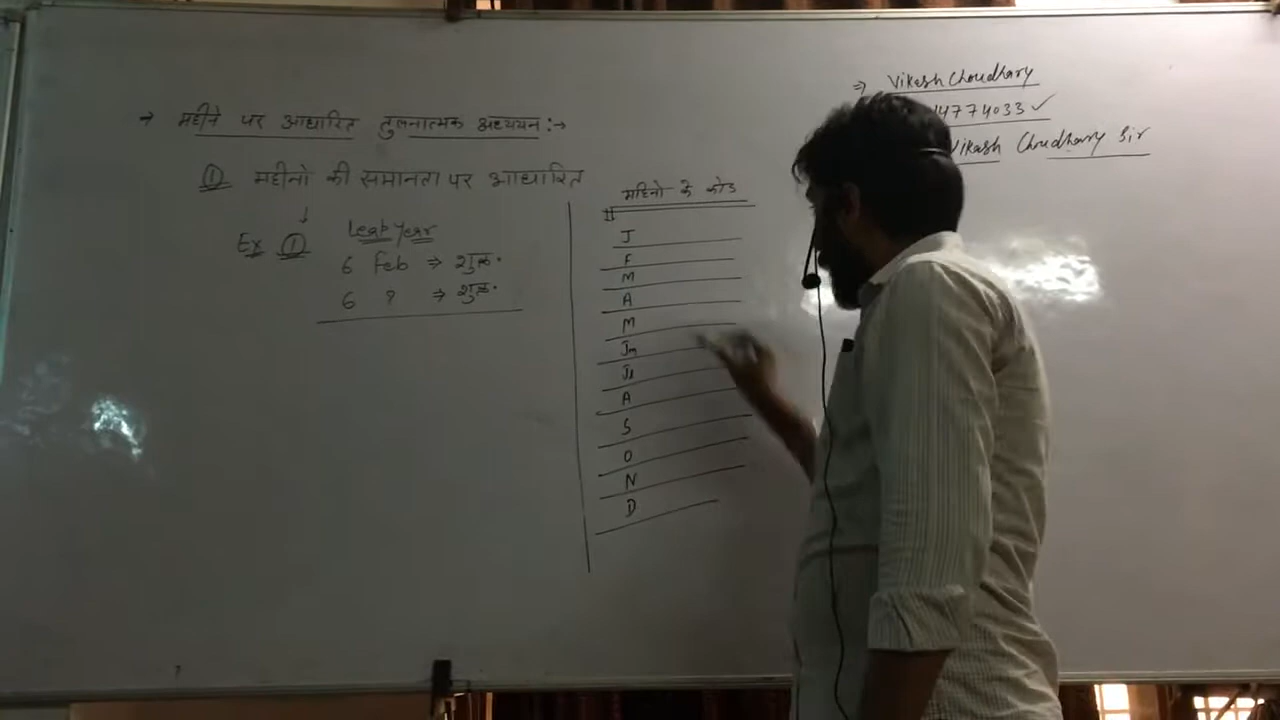 → महीने पर आधारित तुलनात्मक अध्ययन :→
① महीनों की समानता पर आधारित
Ex ① Leap Year
6 Feb ⇒ शुक्र.
6 ? ⇒ शुक्र.
महिनो के कोड
J
F
M
A
M
Jn
Jl
A
S
O
N
D
⇒ Vikash Choudhary
14774033 ✓
Vikash Choudhary Sir